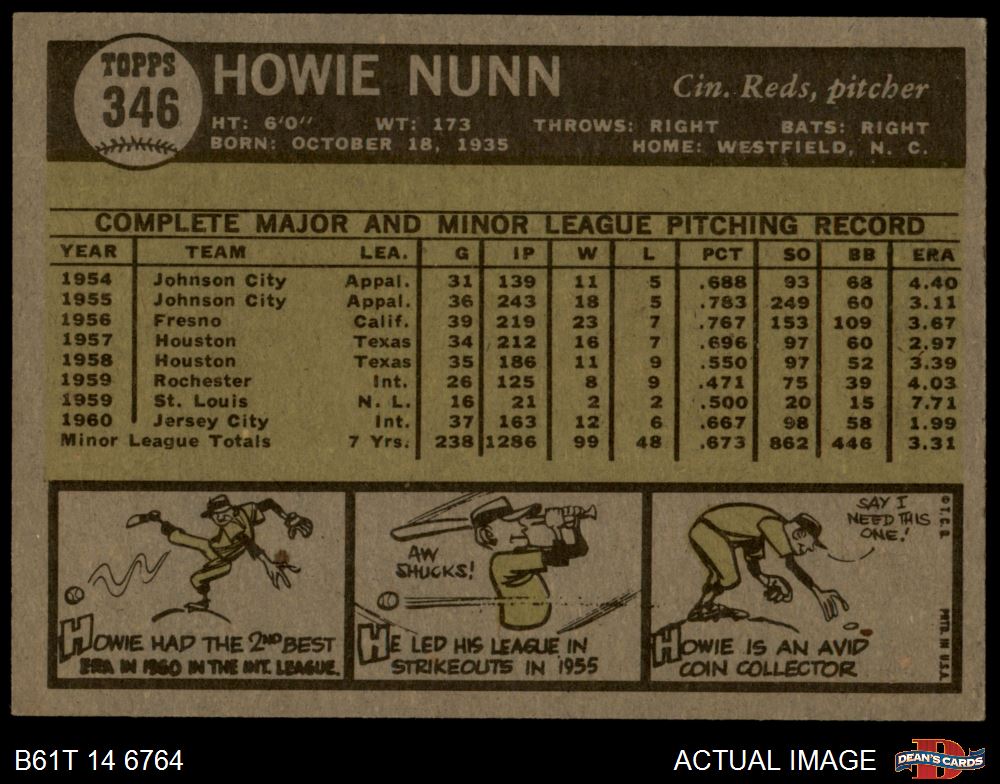 TOPPS
346
HOWIE NUNN
Cin. Reds, pitcher
HT: 6'0" WT: 173 THROWS: RIGHT BATS: RIGHT
BORN: OCTOBER 18, 1935 HOME: WESTFIELD, N. C.
COMPLETE MAJOR AND MINOR LEAGUE PITCHING RECORD
YEAR TEAM LEA. G IP W L PCT SO BB ERA
1954 Johnson City Appal. 31 139 11 5 .688 93 68 4.40
1955 Johnson City Appal. 36 243 18 5 .783 249 60 3.11
1956 Fresno Calif. 39 219 23 7 .767 153 109 3.67
1957 Houston Texas 34 212 16 7 .696 97 60 2.97
1958 Houston Texas 35 186 11 9 .550 97 52 3.39
1959 Rochester Int. 26 125 8 9 .471 75 39 4.03
1959 St. Louis N. L. 16 21 2 2 .500 20 15 7.71
1960 Jersey City Int. 37 163 12 6 .667 98 58 1.99
Minor League Totals 7 Yrs. 238 1286 99 48 .673 862 446 3.31
HOWIE HAD THE 2ND BEST
ERA IN 1960 IN THE INT. LEAGUE.
AW
SHUCKS!
HE LED HIS LEAGUE IN
STRIKEOUTS IN 1955
SAY I
NEED THIS
ONE!
HOWIE IS AN AVID
COIN COLLECTOR
© T.C.G.
PRTD. IN U.S.A.
B61T 14 6764
ACTUAL IMAGE
DEAN'S CARDS